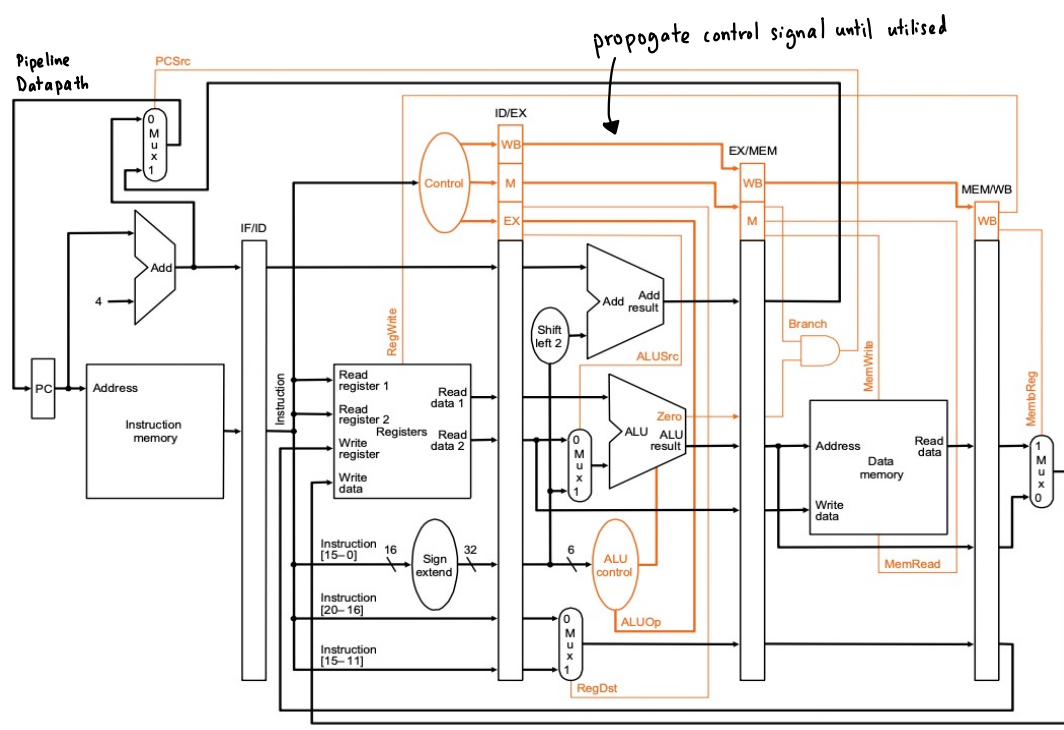 propogate control signal until utilised
Pipeline
Datapath
PCSrc
0
M
u
x
1
ID/EX
WB
M
EX
Control
EX/MEM
WB
M
MEM/WB
WB
IF/ID
Add
4
Add
Add
result
Shift
left 2
RegWrite
ALUSrc
Branch
MemWrite
MemtoReg
PC
Address
Instruction
memory
Instruction
Read
register 1
Read
register 2
Write
register
Write
data
Registers
Read
data 1
Read
data 2
0
M
u
x
1
Zero
ALU
ALU
result
Address
Data
memory
Read
data
Write
data
1
M
u
x
0
MemRead
Instruction
[15–0]
16
Sign
extend
32
6
ALU
control
ALUOp
Instruction
[20–16]
Instruction
[15–11]
0
M
u
x
1
RegDst